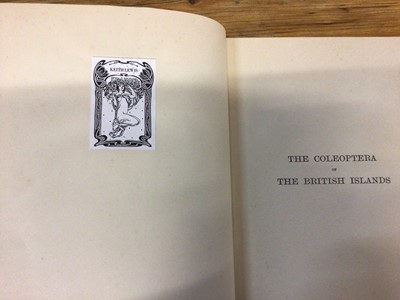 KEITH LEWIS
THE COLEOPTERA
OF
THE BRITISH ISLANDS